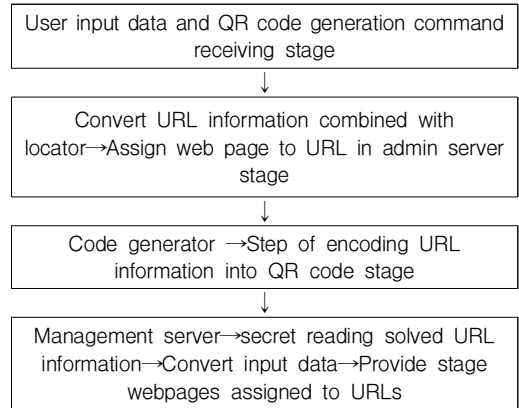 User input data and QR code generation command
receiving stage
Convert URL information combined with
locator→Assign web page to URL in admin server
stage
Code generator →Step of encoding URL
information into QR code stage
Management server→secret reading solved URL
information→Convert input data→Provide stage
webpages assigned to URLs